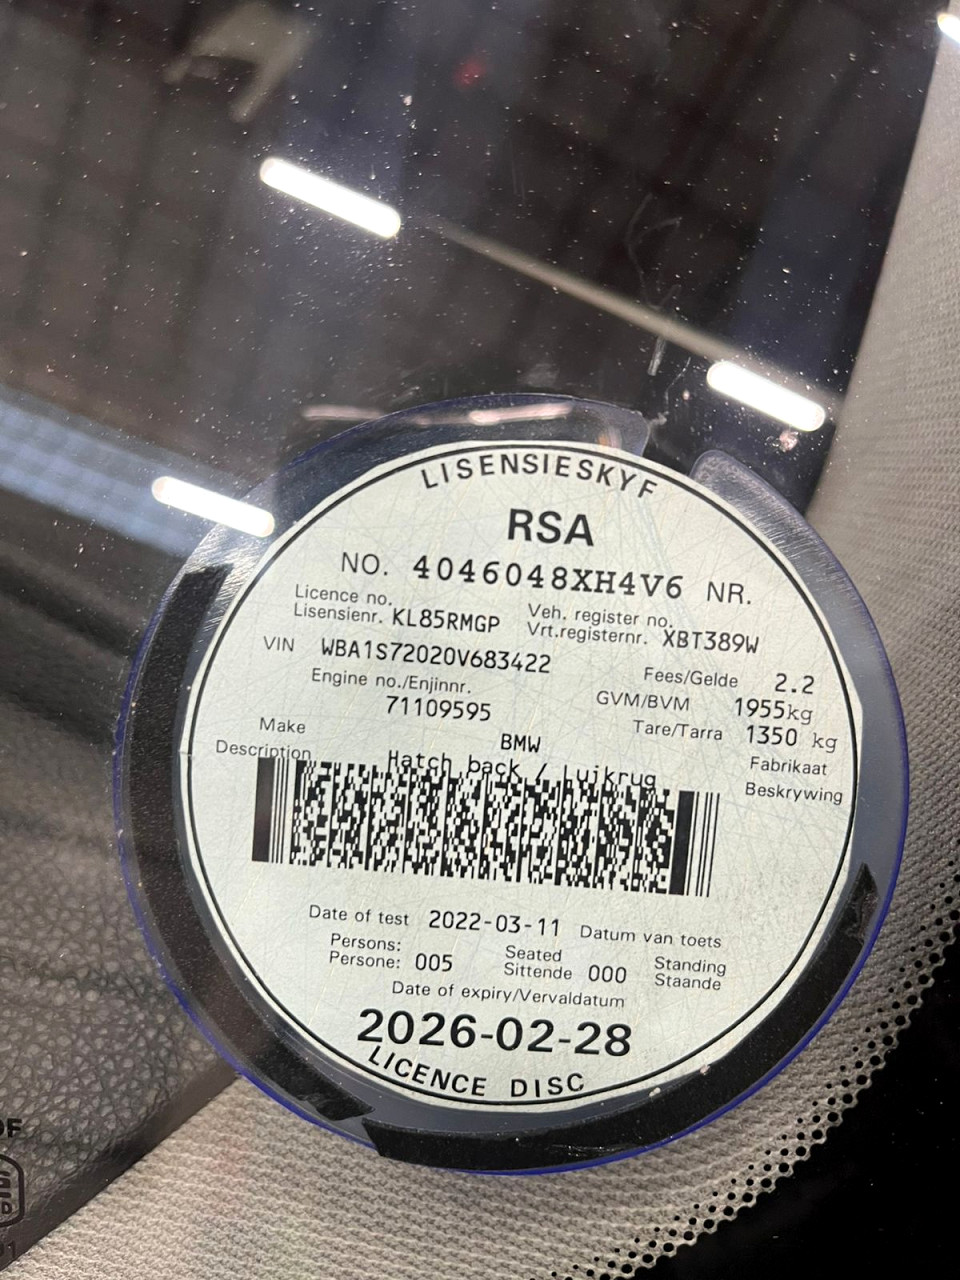 LISENSIESKYF
RSA
NO. 4046048XH4V6 NR.
Licence no.
Lisensienr. KL85RMGP
Veh. register no.
Vrt.registernr. XBT389W
VIN WBA1S72020V683422
Fees/Gelde 2.2
Engine no./Enjinnr.
71109595
GVM/BVM 1955kg
Tare/Tarra 1350 kg
Make BMW Fabrikaat
Description Hatch back / Luikrug Beskrywing
Date of test 2022-03-11 Datum van toets
Persons:
Persone: 005
Seated
Sittende 000
Standing
Staande
Date of expiry/Vervaldatum
2026-02-28
LICENCE DISC